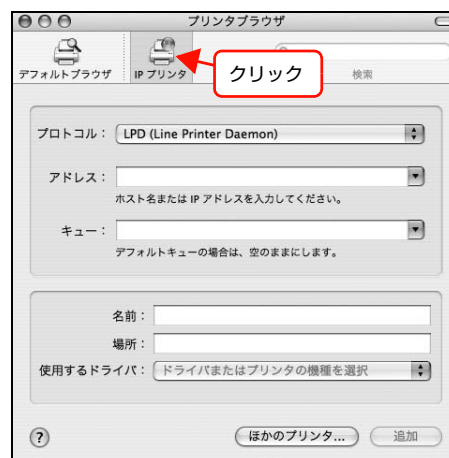 プリンタブラウザ
デフォルトブラウザ
IP プリンタ
クリック
検索
プロトコル：
LPD (Line Printer Daemon)
アドレス：
ホスト名または IP アドレスを入力してください。
キュー：
デフォルトキューの場合は、空のままにします。
名前：
場所：
使用するドライバ：
ドライバまたはプリンタの機種を選択
?
ほかのプリンタ...
追加